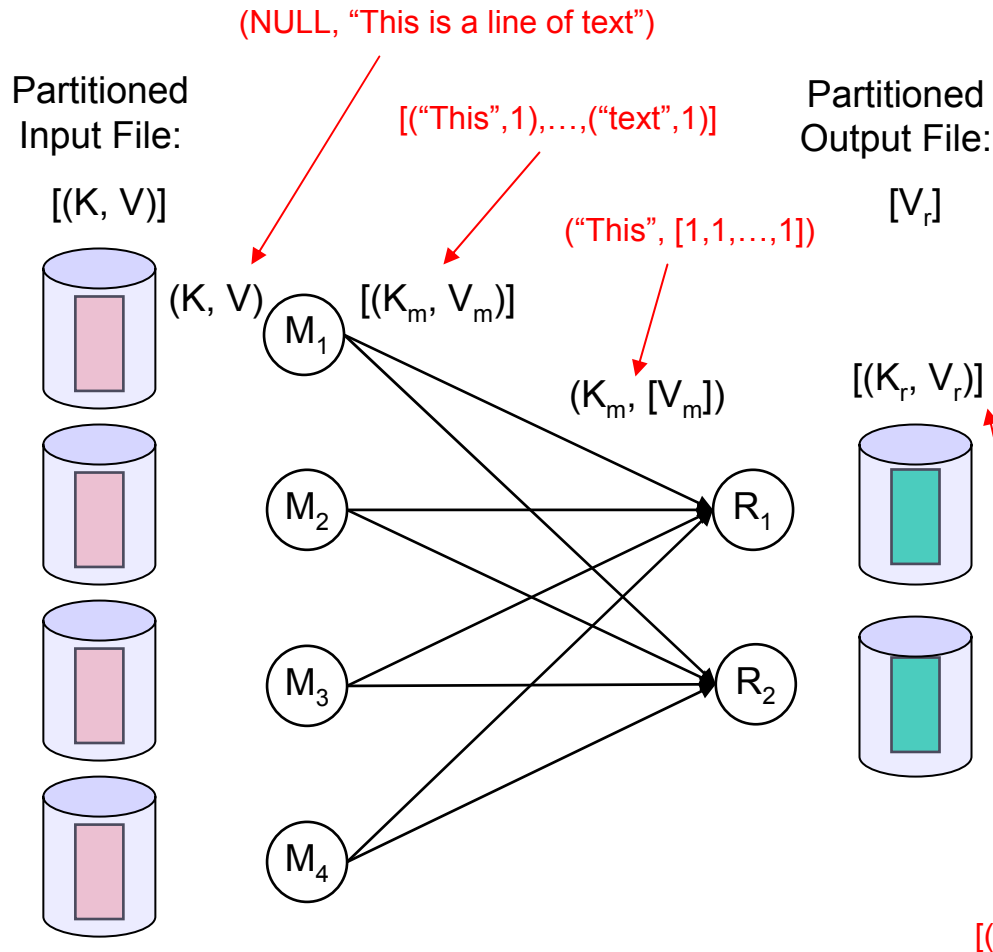 (NULL, “This is a line of text”)
Partitioned
Input File:
[(“This”,1),…,(“text”,1)]
Partitioned
Output File:
[(K, V)]
[Vr]
(“This”, [1,1,…,1])
(K, V)
[(Km, Vm)]
M1
(Km, [Vm])
[(Kr, Vr)]
M2
R1
M3
R2
M4
[(